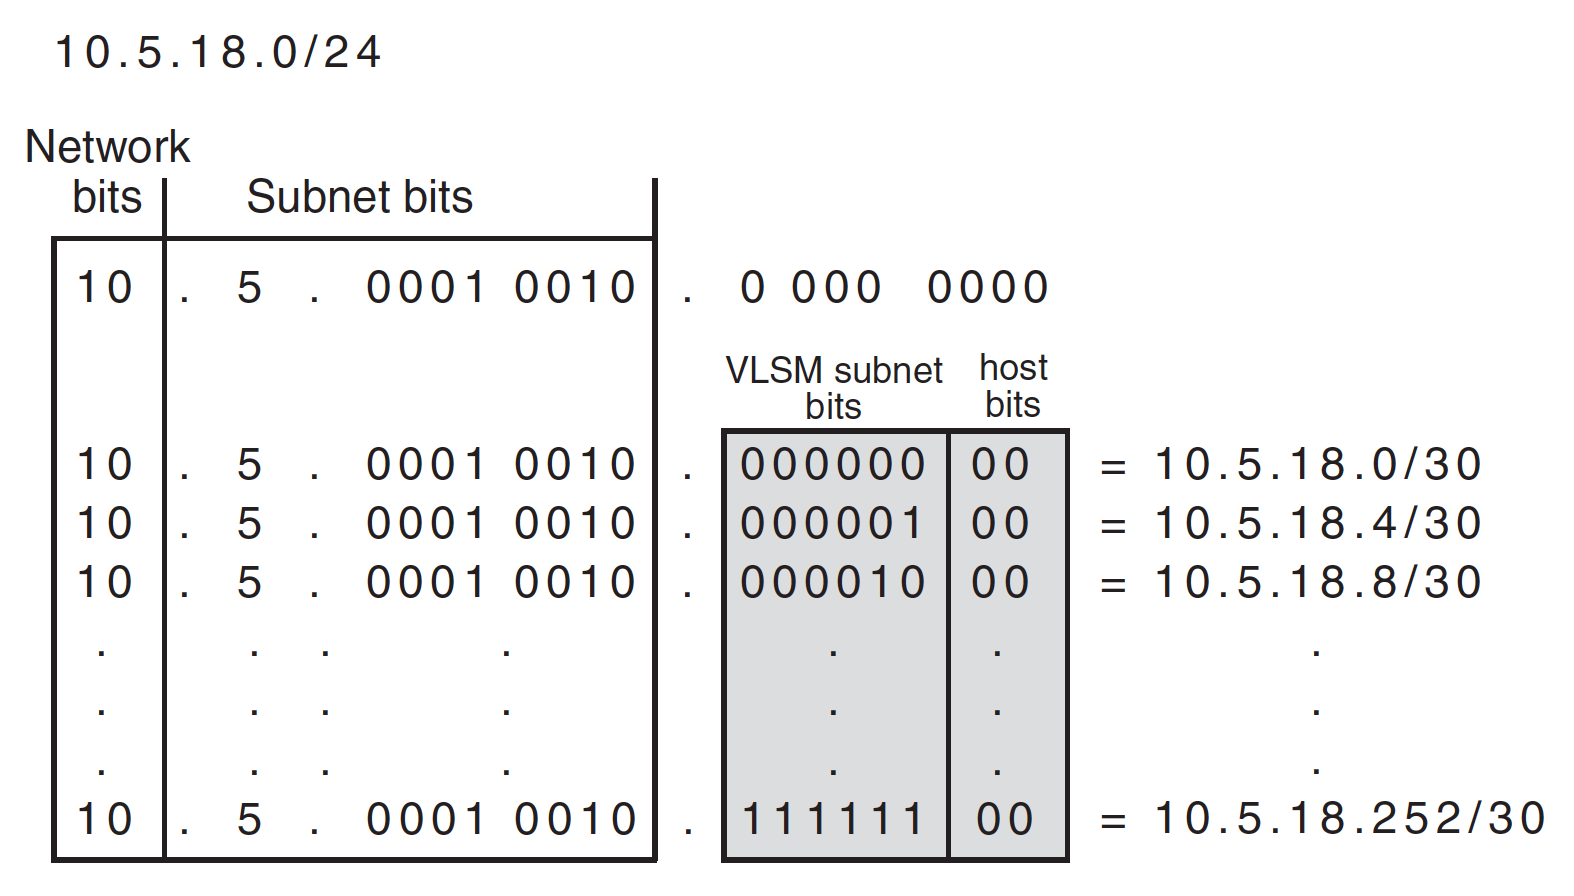 10.5.18.0/24
Network
bits Subnet bits
10 . 5 . 0001 0010 . 0 000 0000
VLSM subnet host
bits bits
10 . 5 . 0001 0010 . 000000 00 = 10.5.18.0/30
10 . 5 . 0001 0010 . 000001 00 = 10.5.18.4/30
10 . 5 . 0001 0010 . 000010 00 = 10.5.18.8/30
. . . . . . .
. . . . . . .
. . . . . . .
10 . 5 . 0001 0010 . 111111 00 = 10.5.18.252/30